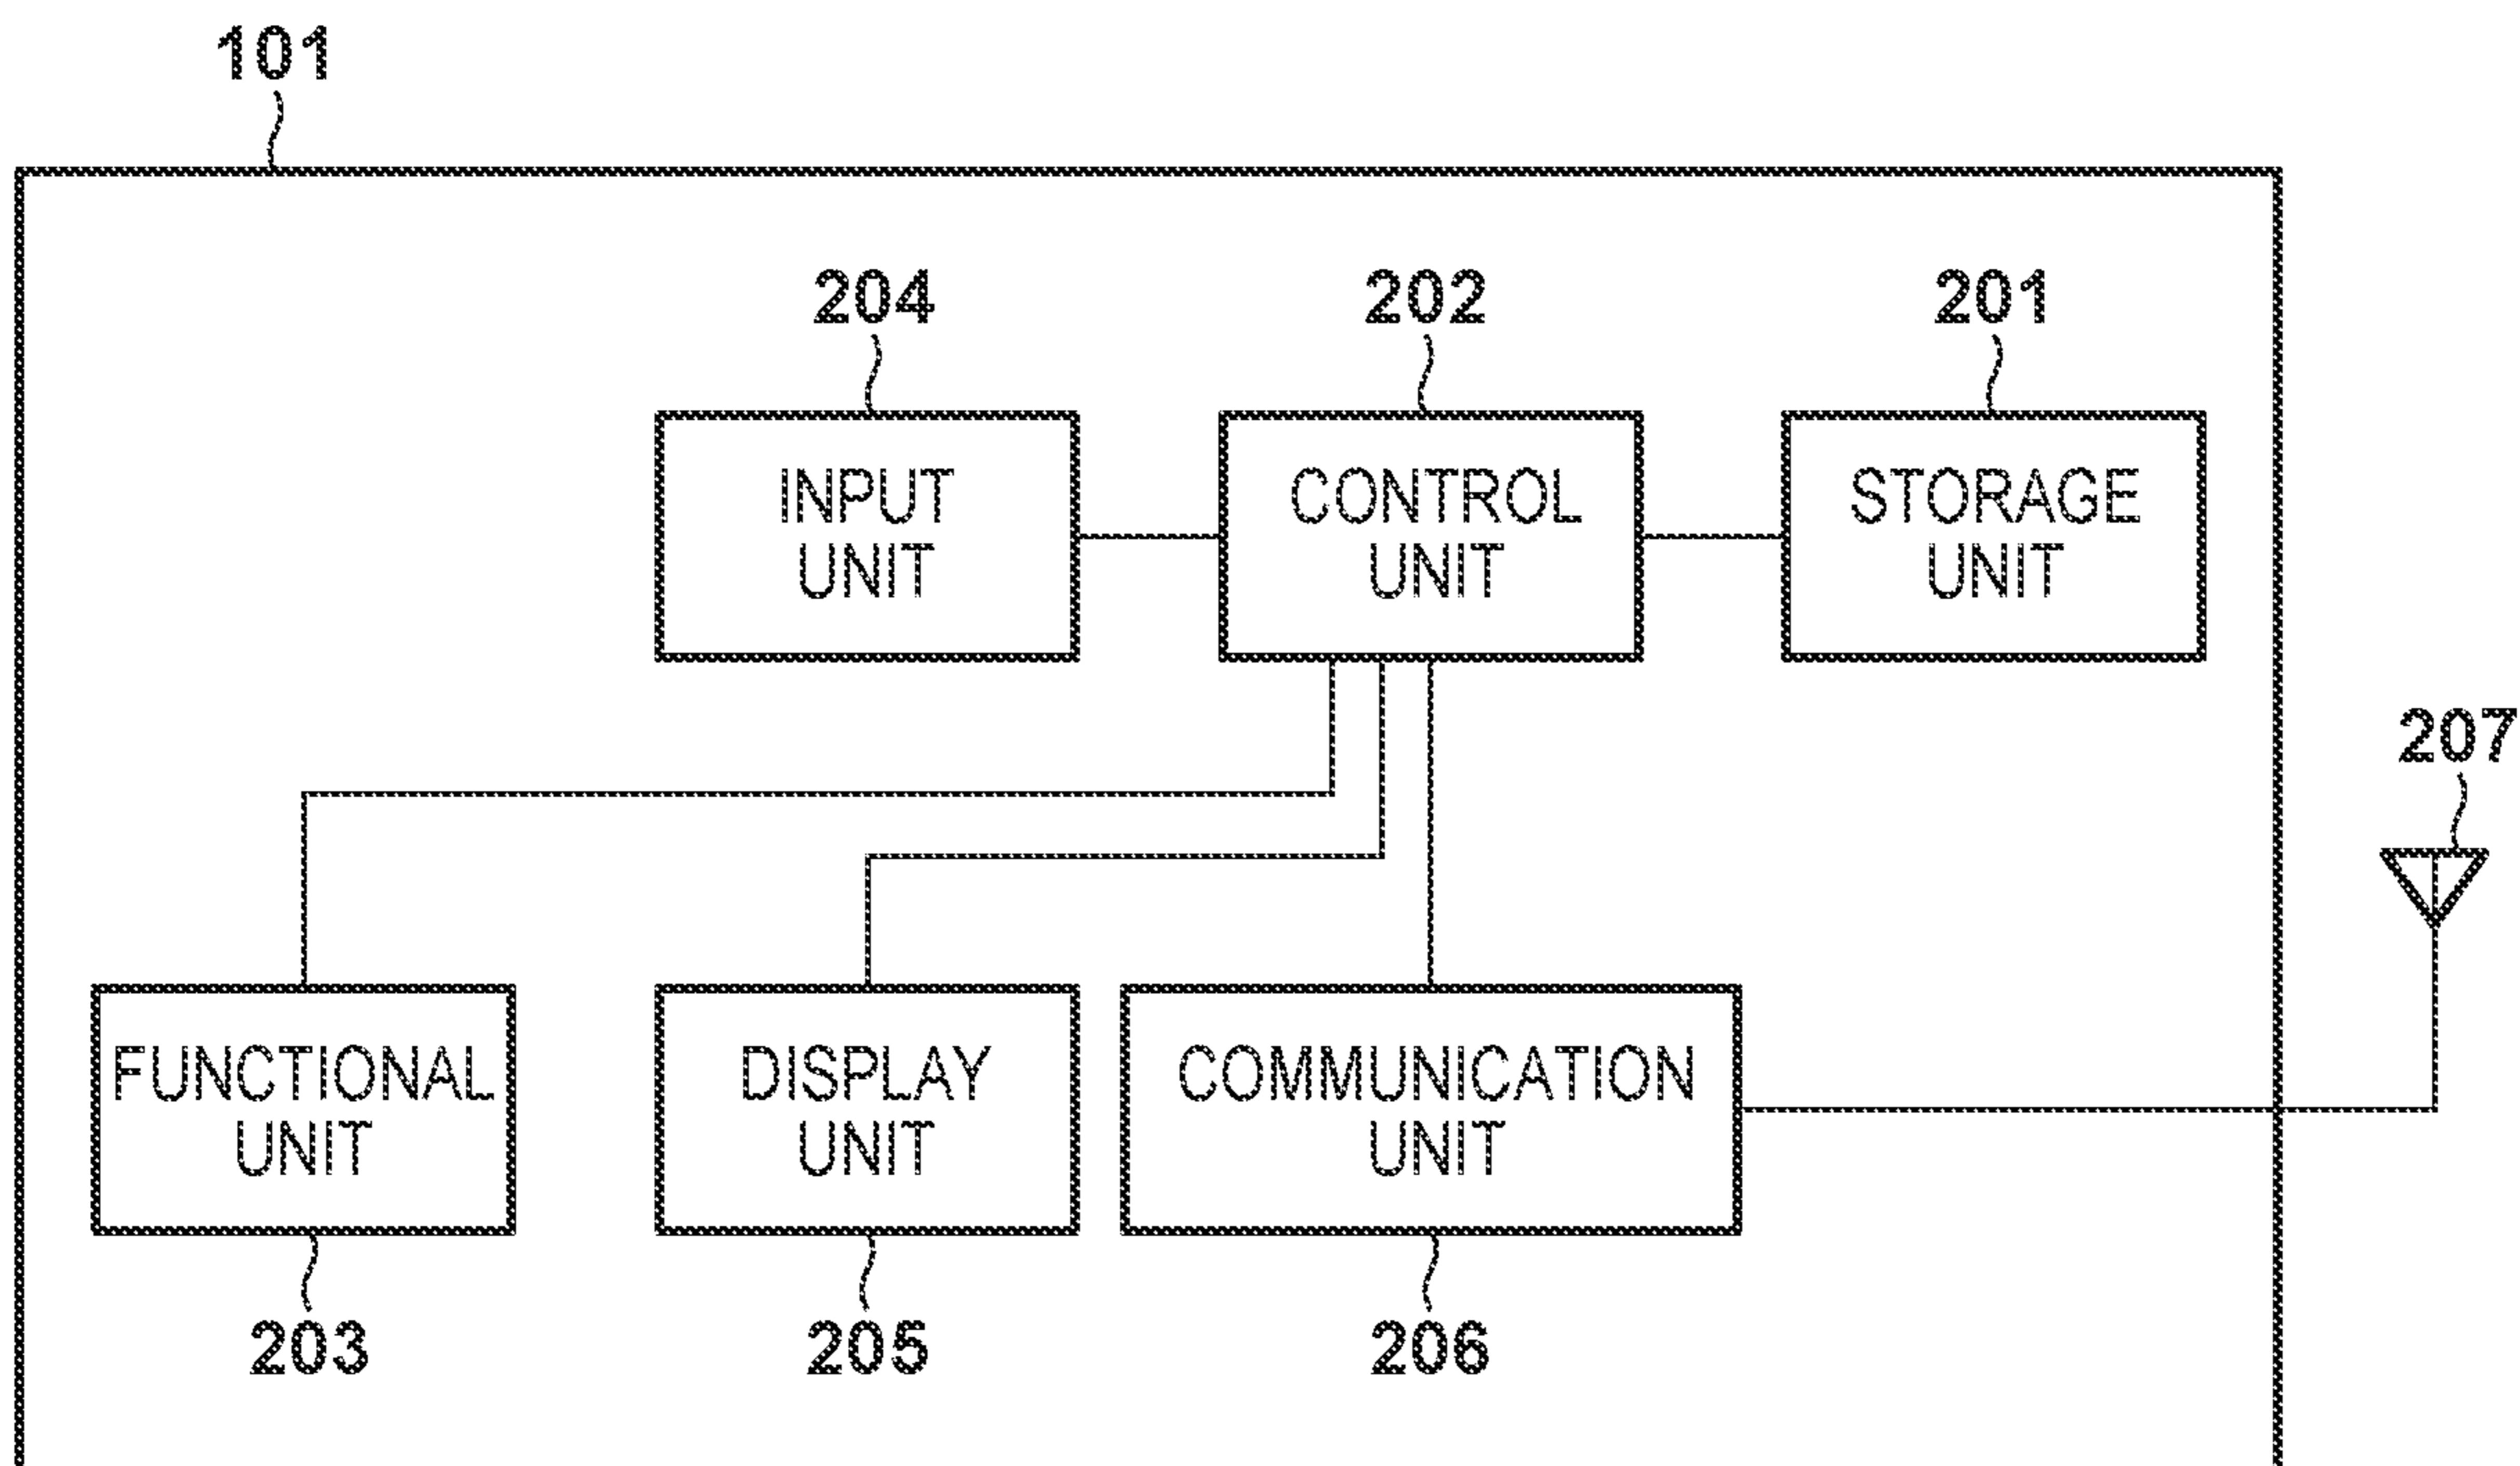 101
204
202
201
INPUT
UNIT
CONTROL
UNIT
STORAGE
UNIT
207
FUNCTIONAL
UNIT
DISPLAY
UNIT
COMMUNICATION
UNIT
203
205
206